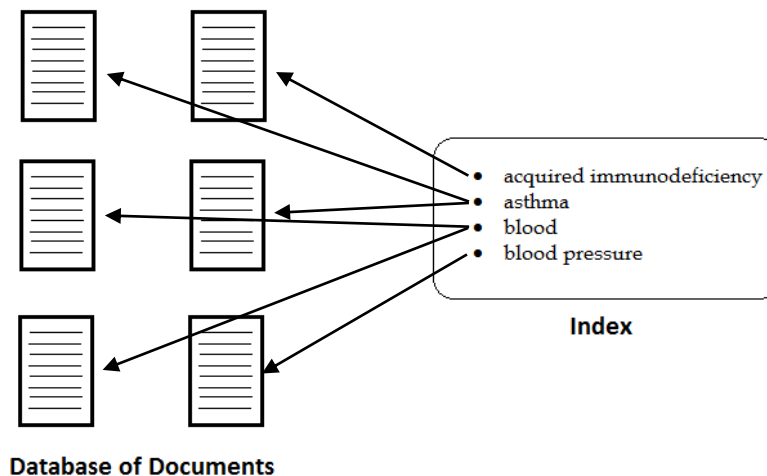 acquired immunodeficiency
asthma
blood
blood pressure
Index
Database of Documents